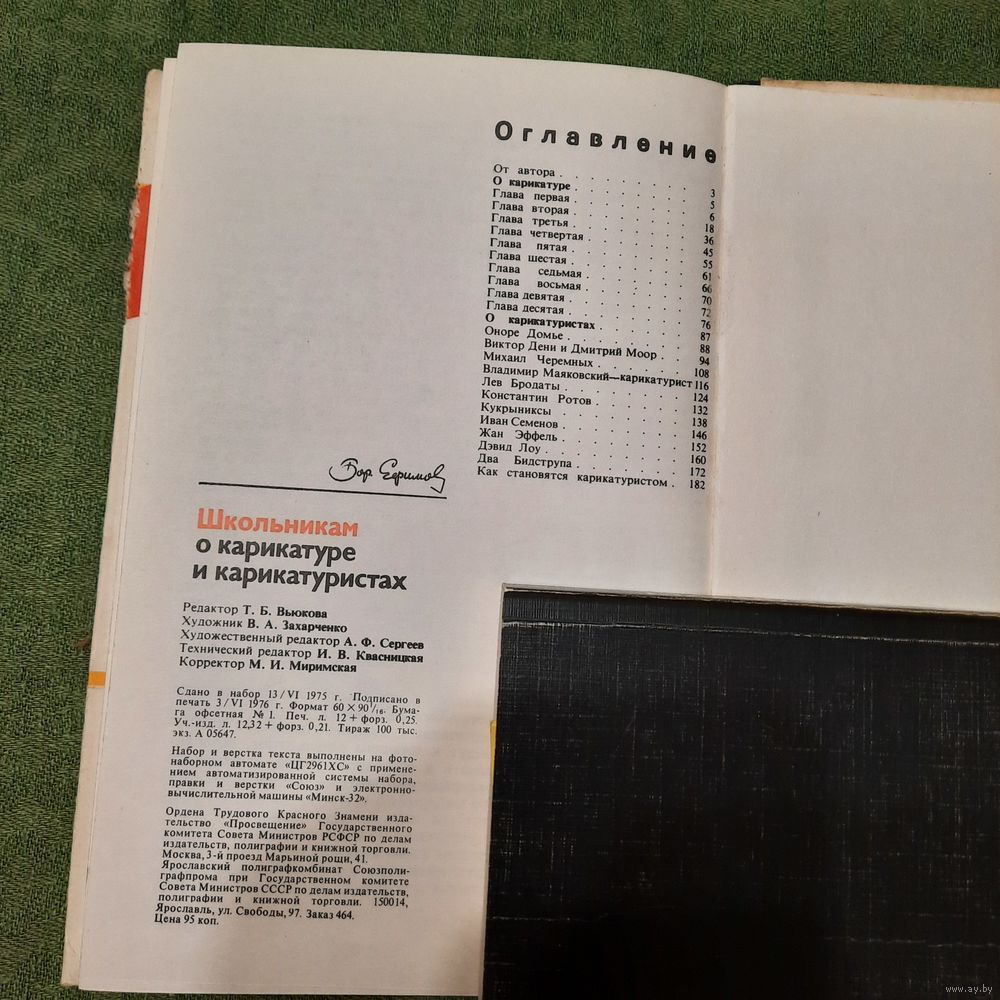 Оглавление
От автора . . . . . . . . . . 3
О карикатуре . . . . . . . . . 5
Глава первая . . . . . . . . . 6
Глава вторая . . . . . . . . . 18
Глава третья . . . . . . . . . 36
Глава четвертая . . . . . . . . 45
Глава пятая . . . . . . . . . 55
Глава шестая . . . . . . . . . 61
Глава седьмая . . . . . . . . 66
Глава восьмая . . . . . . . . 70
Глава девятая . . . . . . . . 72
Глава десятая . . . . . . . . 76
О карикатуристах . . . . . . . 87
Оноре Домье . . . . . . . . . 88
Виктор Дени и Дмитрий Моор . . . 94
Михаил Черемных . . . . . . . 108
Владимир Маяковский—карикатурист 116
Лев Бродаты . . . . . . . . . 124
Константин Ротов . . . . . . . 132
Кукрыниксы . . . . . . . . . 138
Иван Семенов . . . . . . . . 146
Жан Эффель . . . . . . . . . 152
Дэвид Лоу . . . . . . . . . 160
Два Бидструпа . . . . . . . . 172
Как становятся карикатуристом . 182
Бор. Ефимов
Школьникам
о карикатуре
и карикатуристах
Редактор Т. Б. Вьюкова
Художник В. А. Захарченко
Художественный редактор А. Ф. Сергеев
Технический редактор И. В. Квасницкая
Корректор М. И. Миримская
Сдано в набор 13/VI 1975 г. Подписано в
печать 3/VI 1976 г. Формат 60×90¹/₁₆. Бума-
га офсетная №1. Печ. л. 12+форз. 0,25.
Уч.-изд. л. 12,32+форз. 0,21. Тираж 100 тыс.
экз. А 05647.
Набор и верстка текста выполнены на фото-
наборном автомате «ЦГ2961ХС» с примене-
нием автоматизированной системы набора,
правки и верстки «Союз» и электронно-
вычислительной машины «Минск-32».
Ордена Трудового Красного Знамени изда-
тельство «Просвещение» Государственного
комитета Совета Министров РСФСР по делам
издательств, полиграфии и книжной торговли.
Москва, 3-й проезд Марьиной рощи, 41.
Ярославский полиграфкомбинат Союзполи-
графпрома при Государственном комитете
Совета Министров СССР по делам издательств,
полиграфии и книжной торговли. 150014,
Ярославль, ул. Свободы, 97. Заказ 464.
Цена 95 коп.
www.ay.by